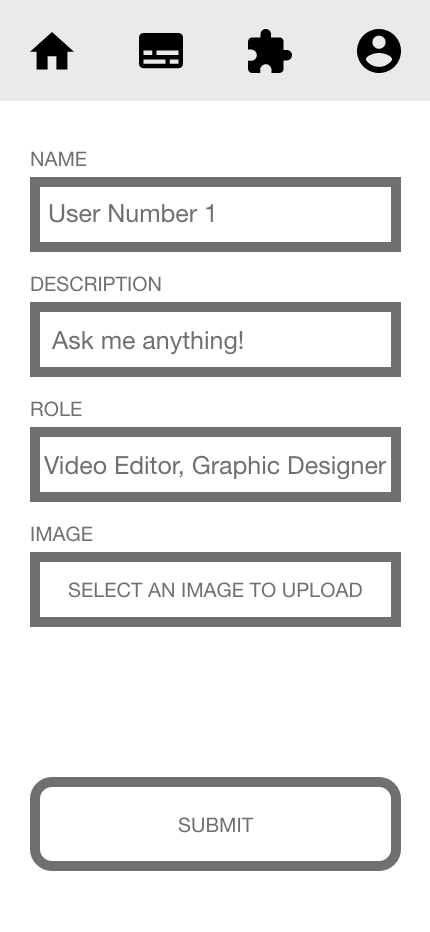 NAME
User Number 1
DESCRIPTION
Ask me anything!
ROLE
Video Editor, Graphic Designer
IMAGE
SELECT AN IMAGE TO UPLOAD
SUBMIT